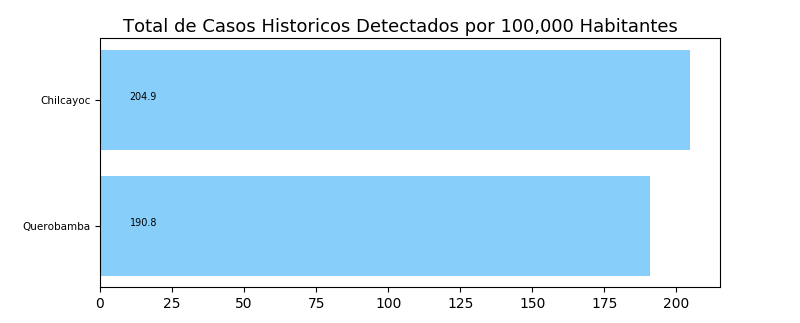 Total de Casos Historicos Detectados por 100,000 Habitantes
Chilcayoc
204.9
Querobamba
190.8
0 25 50 75 100 125 150 175 200